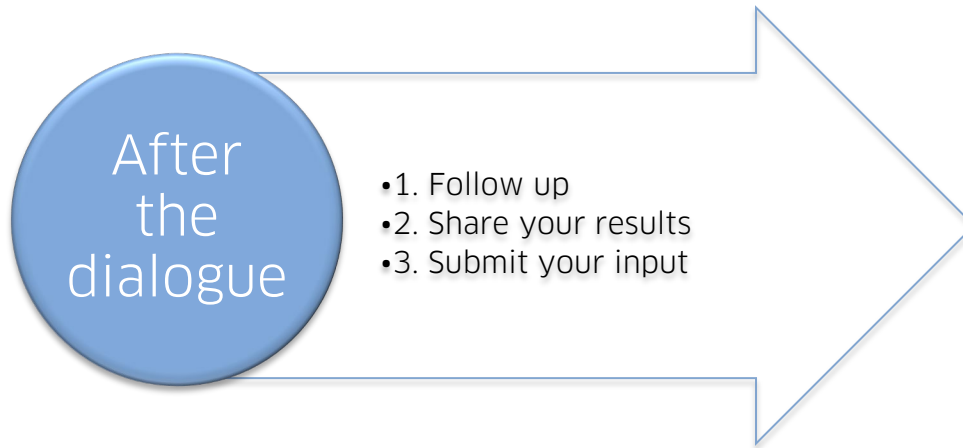 After
the
dialogue
•1. Follow up
•2. Share your results
•3. Submit your input